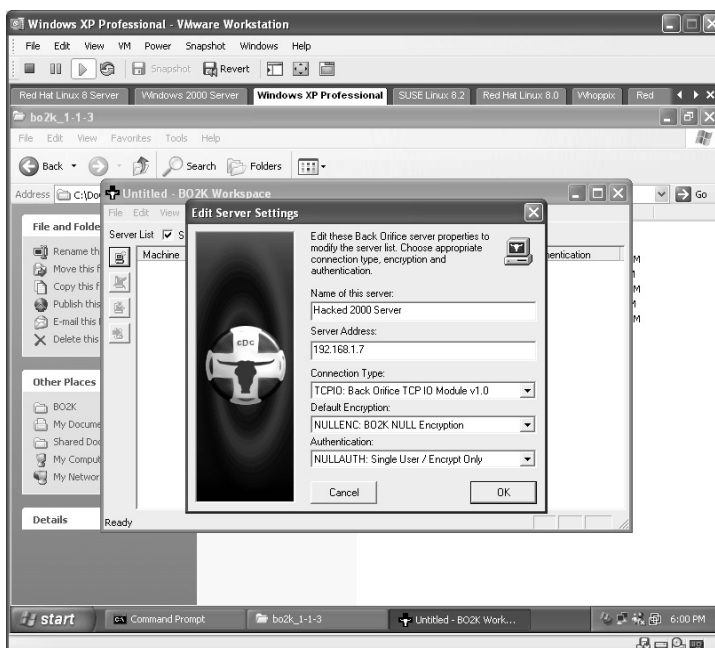 Windows XP Professional - VMware Workstation
File Edit View VM Power Snapshot Windows Help
Snapshot Revert
Red Hat Linux 8 Server Windows 2000 Server Windows XP Professional SUSE Linux 8.2 Red Hat Linux 8.0 Whoppix Red
bo2k_1-1-3
File Edit View Favorites Tools Help
Back Search Folders
Address C:\Do Go
Untitled - BO2K Workspace
File Edit View
Server List S
Machine
hentication
File and Folde
Rename th
Move this f
Copy this f
Publish this
E-mail this
Delete this
Other Places
BO2K
My Docume
Shared Doc
My Comput
My Networ
Details
M
M
M
Edit Server Settings
cDc
Edit these Back Orifice server properties to
modify the server list. Choose appropriate
connection type, encryption and
authentication.
Name of this server:
Hacked 2000 Server
Server Address:
192.168.1.7
Connection Type:
TCPIO: Back Orifice TCP IO Module v1.0
Default Encryption:
NULLENC: BO2K NULL Encryption
Authentication:
NULLAUTH: Single User / Encrypt Only
Cancel OK
Ready
start Command Prompt bo2k_1-1-3 Untitled - BO2K Work... 6:00 PM